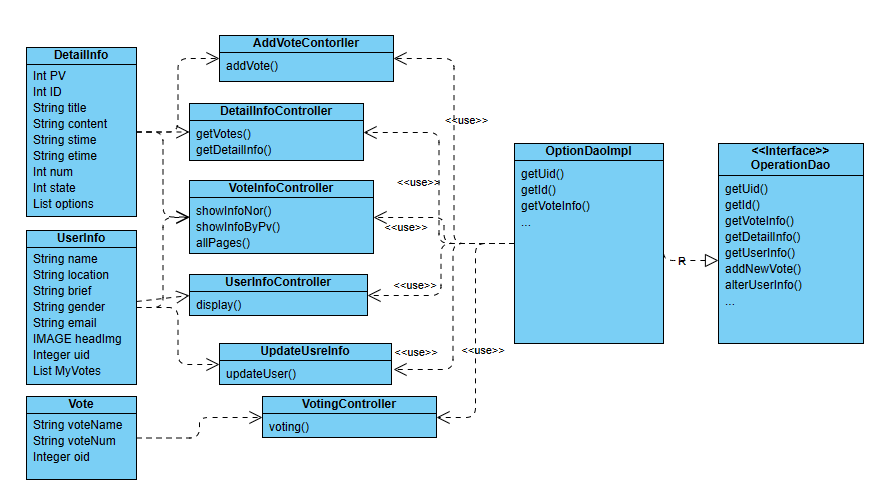 DetailInfo
Int PV
Int ID
String title
String content
String stime
String etime
Int num
Int state
List options
UserInfo
String name
String location
String brief
String gender
String email
IMAGE headImg
Integer uid
List MyVotes
Vote
String voteName
String voteNum
Integer oid
AddVoteContorller
addVote()
DetailInfoController
getVotes()
getDetailInfo()
VoteInfoController
showInfoNor()
showInfoByPv()
allPages()
UserInfoController
display()
UpdateUsreInfo
updateUser()
VotingController
voting()
<<use>>
<<use>>
<<use>>
<<use>>
<<use>>
<<use>>
OptionDaoImpl
getUid()
getId()
getVoteInfo()
...
R
<<Interface>>
OperationDao
getUid()
getId()
getVoteInfo()
getDetailInfo()
getUserInfo()
addNewVote()
alterUserInfo()
...